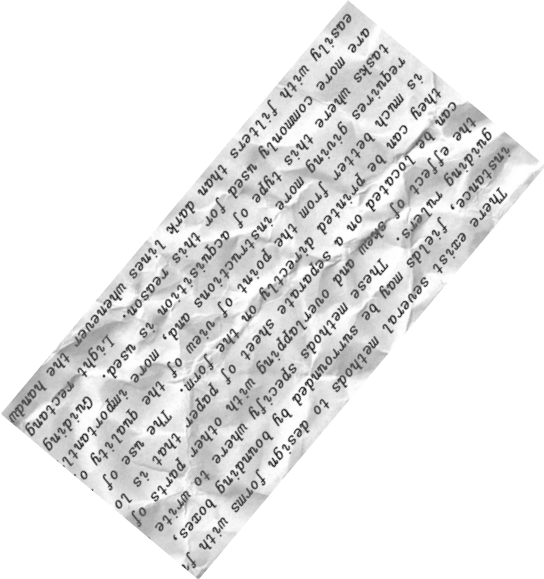 There exist several methods to design forms with fi
instance, fields may be surrounded by bounding boxes,
guiding rulers. These methods specify where to write
the effect of skew and overlapping with other parts of
can be located on a separate sheet of paper that is lo
they can be printed directly on the form. The use of
is much better from the point of view of the quality o
requires giving more instructions and, more importantl
tasks where this type of acquisition is used. Guiding
are more commonly used for this reason. Light rectang
easily with filters than dark lines whenever the handw